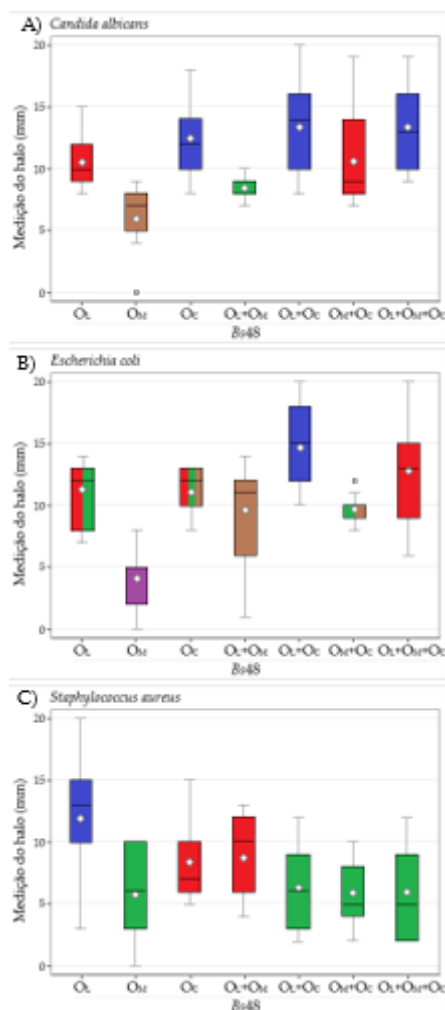 A) Candida albicans
20
15
10
5
0
Medição do halo (mm)
OL OM OC OL+OM OL+OC OM+OC OL+OM+OC
Bs48
B) Escherichia coli
20
15
10
5
0
Medição do halo (mm)
OL OM OC OL+OM OL+OC OM+OC OL+OM+OC
Bs48
C) Staphylococcus aureus
20
15
10
5
0
Medição do halo (mm)
OL OM OC OL+OM OL+OC OM+OC OL+OM+OC
Bs48